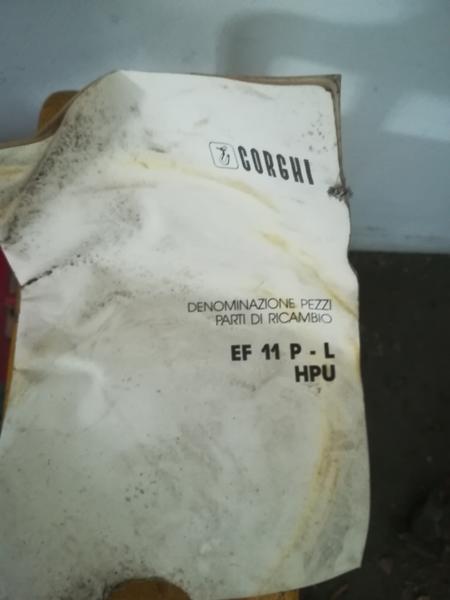 CORGHI
DENOMINAZIONE PEZZI
PARTI DI RICAMBIO
EF 11 P - L
HPU